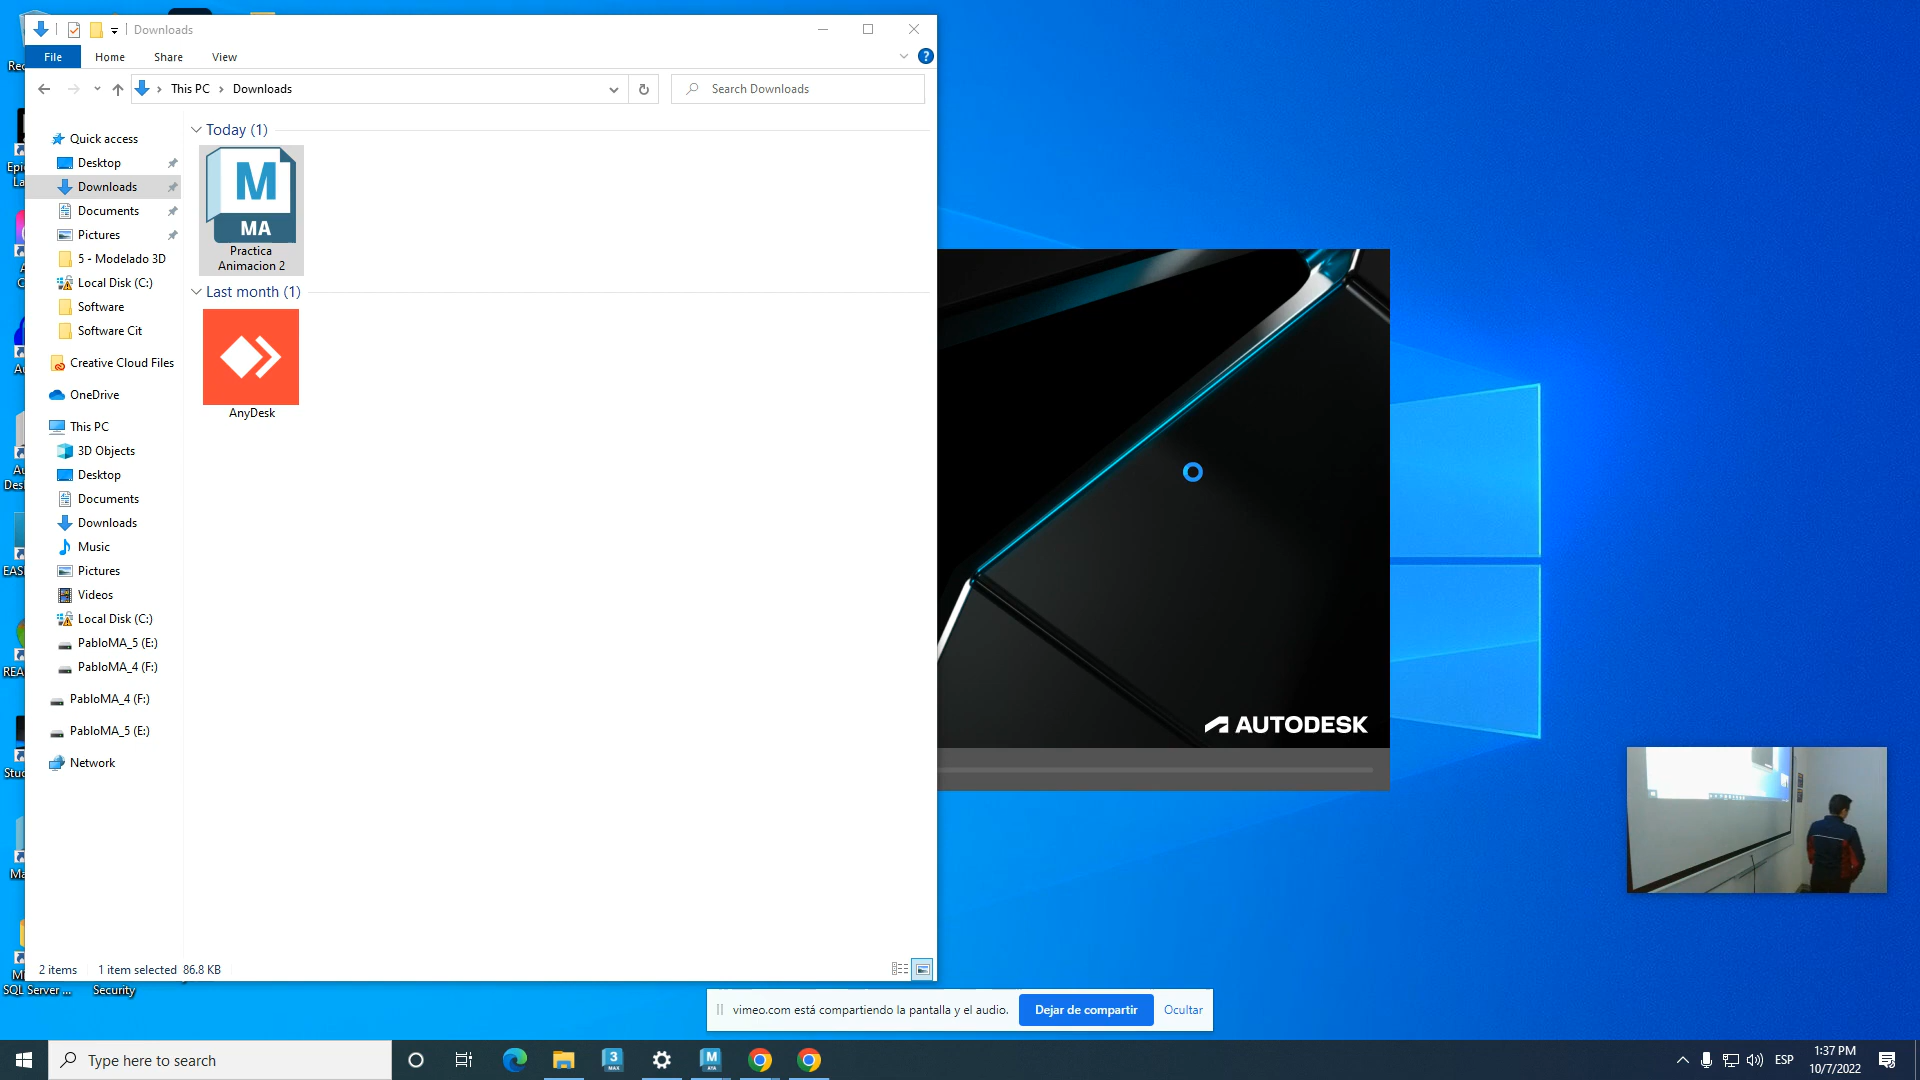 Downloads
File
Home
Share
View
This PC
Downloads
Search Downloads
Quick access
Desktop
Downloads
Documents
Pictures
5 - Modelado 3D
Local Disk (C:)
Software
Software Cit
Creative Cloud Files
OneDrive
This PC
3D Objects
Desktop
Documents
Downloads
Music
Pictures
Videos
Local Disk (C:)
PabloMA_5 (E:)
PabloMA_4 (F:)
PabloMA_4 (F:)
PabloMA_5 (E:)
Network
Today (1)
M
MA
Practica
Animacion 2
Last month (1)
AnyDesk
2 items
1 item selected 86.8 KB
AUTODESK
SQL Server ...
Security
vimeo.com está compartiendo la pantalla y el audio.
Dejar de compartir
Ocultar
Type here to search
3
MAX
M
ESP
1:37 PM
10/7/2022